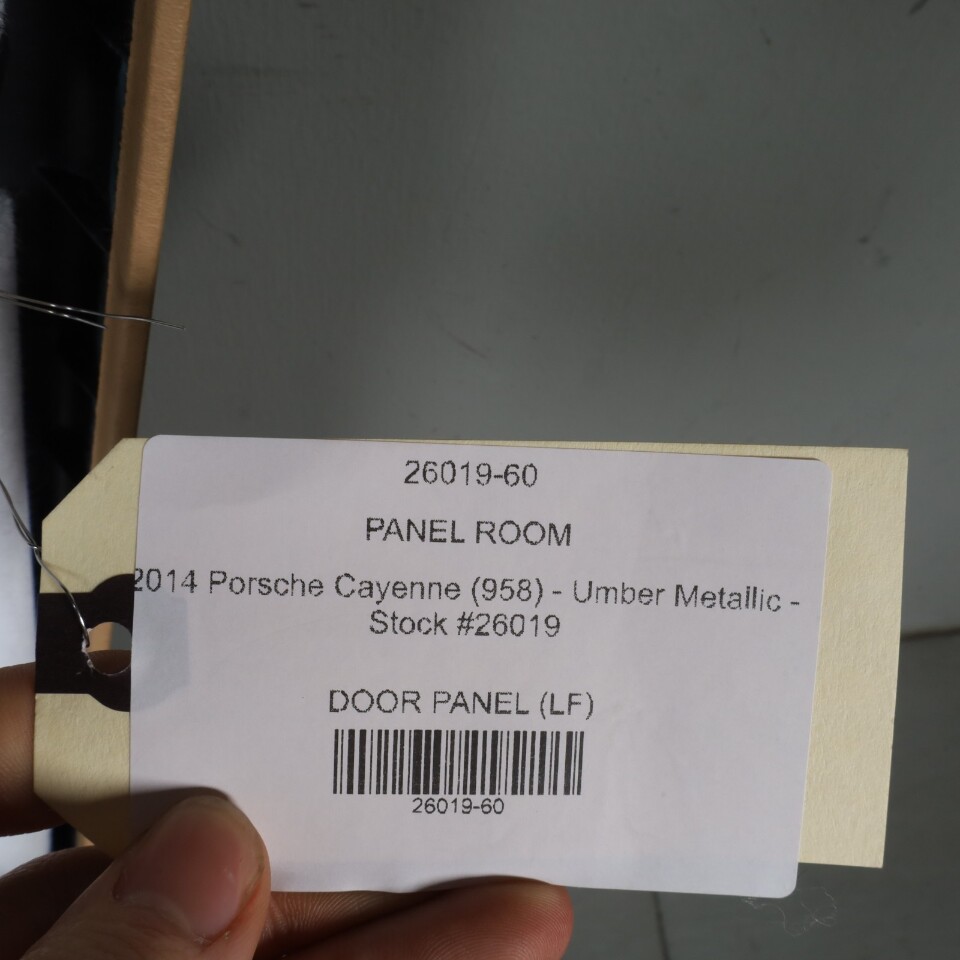 26019-60
PANEL ROOM
2014 Porsche Cayenne (958) - Umber Metallic -
Stock #26019
DOOR PANEL (LF)
26019-60